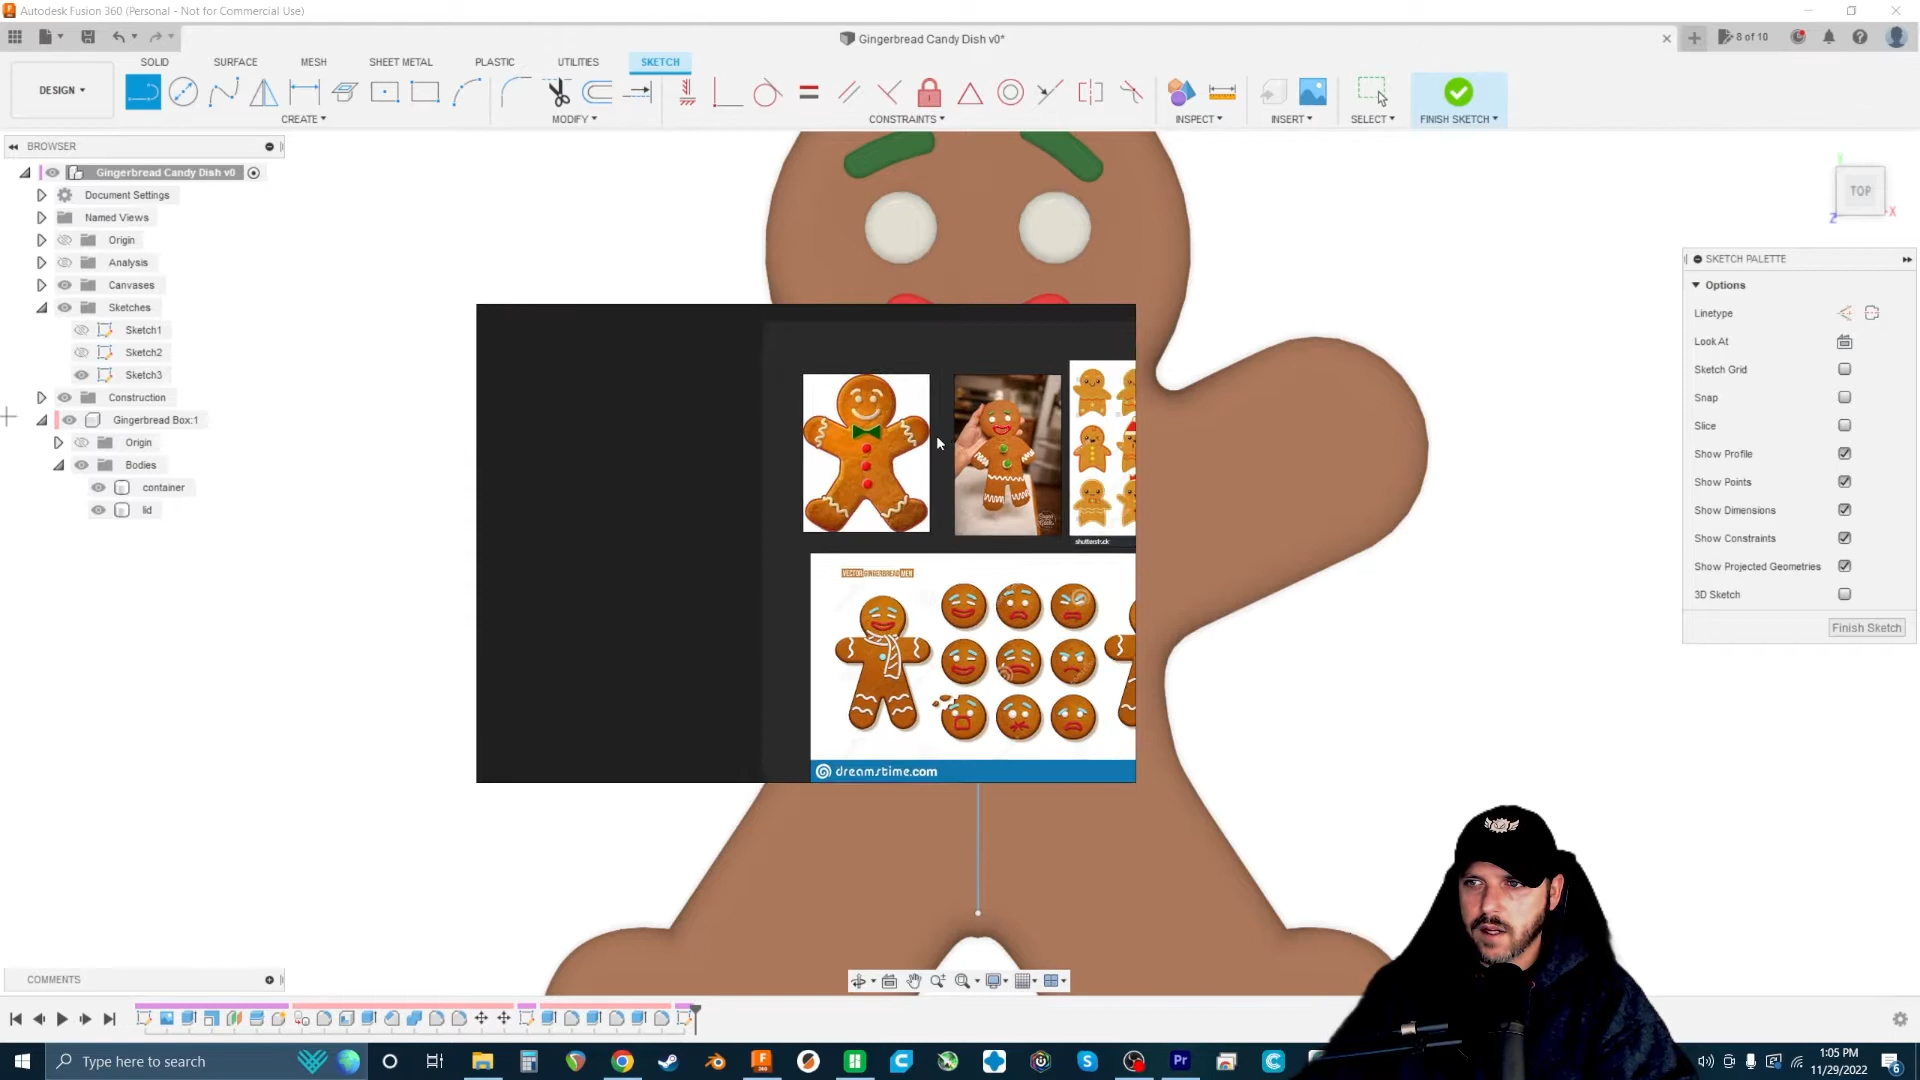 Autodesk Fusion 360 (Personal - Not for Commercial Use)
Gingerbread Candy Dish v0*
8 of 10
SOLID
SURFACE
MESH
SHEET METAL
PLASTIC
UTILITIES
SKETCH
DESIGN
CREATE
MODIFY
CONSTRAINTS
INSPECT
INSERT
SELECT
FINISH SKETCH
BROWSER
Gingerbread Candy Dish v0
Document Settings
Named Views
Origin
Analysis
Canvases
Sketches
Sketch1
Sketch2
Sketch3
Construction
Gingerbread Box:1
Origin
Bodies
container
lid
TOP
X
Z
SKETCH PALETTE
Options
Linetype
Look At
Sketch Grid
Snap
Slice
Show Profile
Show Points
Show Dimensions
Show Constraints
Show Projected Geometries
3D Sketch
Finish Sketch
shutterstock
VECTOR GINGERBREAD MEN
dreamstime.com
COMMENTS
Type here to search
1:05 PM
11/29/2022
6